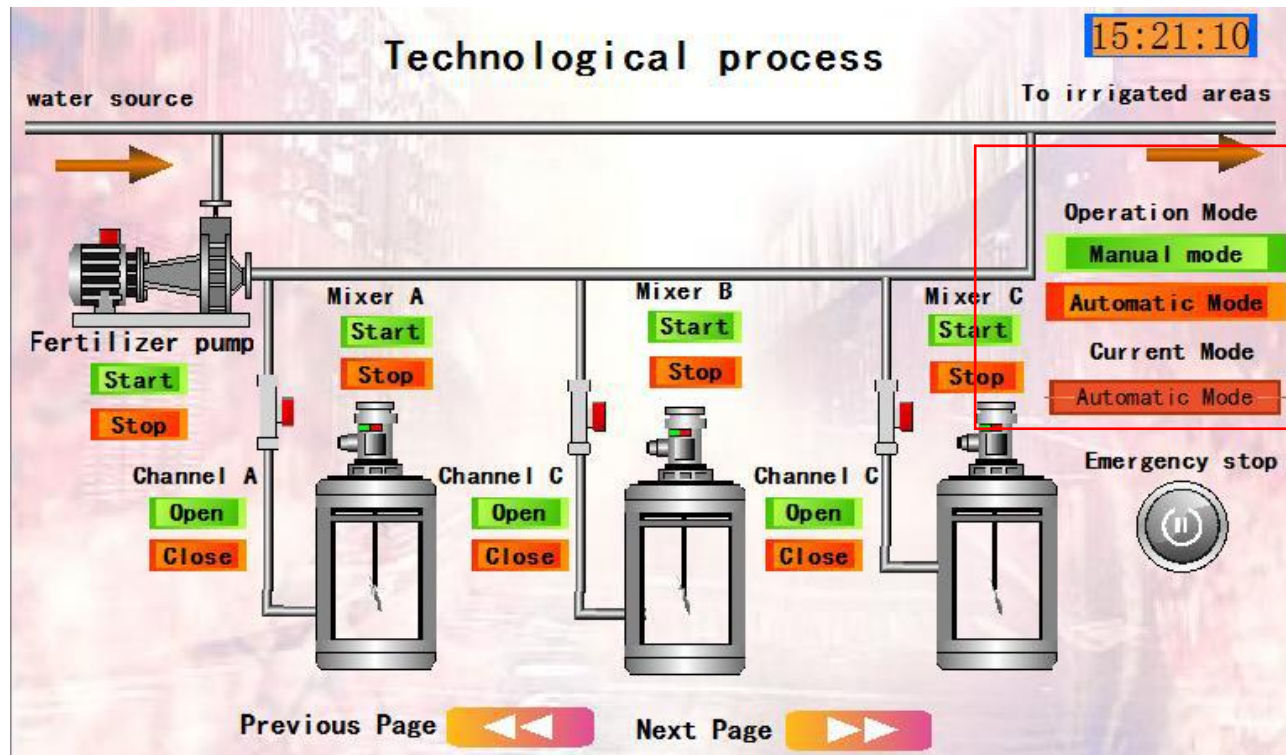 15:21:10
Technological process
water source
To irrigated areas
Operation Mode
Manual mode
Automatic Mode
Current Mode
Automatic Mode
Emergency stop
Fertilizer pump
Start
Stop
Mixer A
Start
Stop
Mixer B
Start
Stop
Mixer C
Start
Stop
Channel A
Open
Close
Channel C
Open
Close
Channel C
Open
Close
Previous Page
Next Page